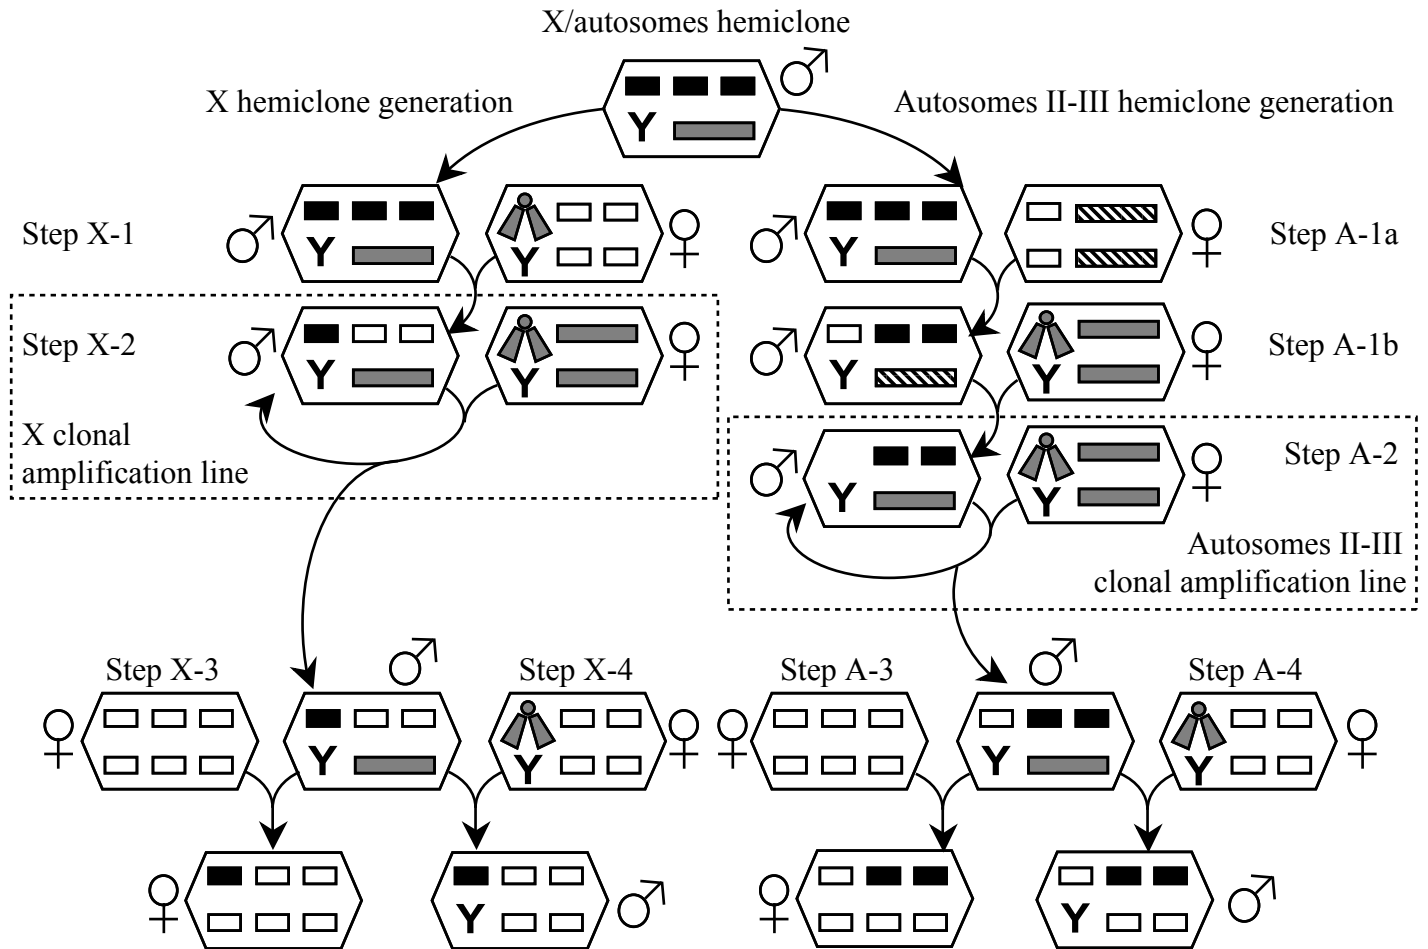 X/autosomes hemiclone
X hemiclone generation
Autosomes II-III hemiclone generation
Y
Step X-1
Y
Y
Y
Step A-1a
Step X-2
Y
Y
Y
Y
Step A-1b
X clonal
amplification line
Y
Y
Step A-2
Autosomes II-III
clonal amplification line
Step X-3
Step X-4
Step A-3
Step A-4
Y
Y
Y
Y
Y
Y